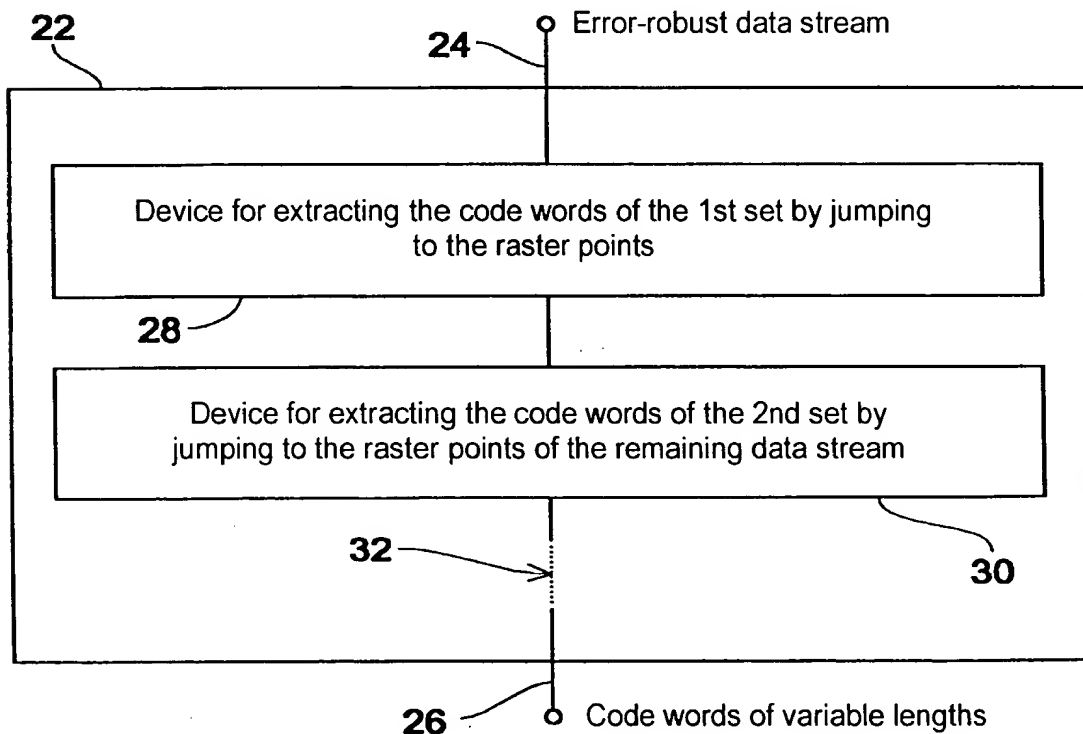 22
24
Error-robust data stream
Device for extracting the code words of the 1st set by jumping
to the raster points
28
Device for extracting the code words of the 2nd set by
jumping to the raster points of the remaining data stream
32
30
26
Code words of variable lengths